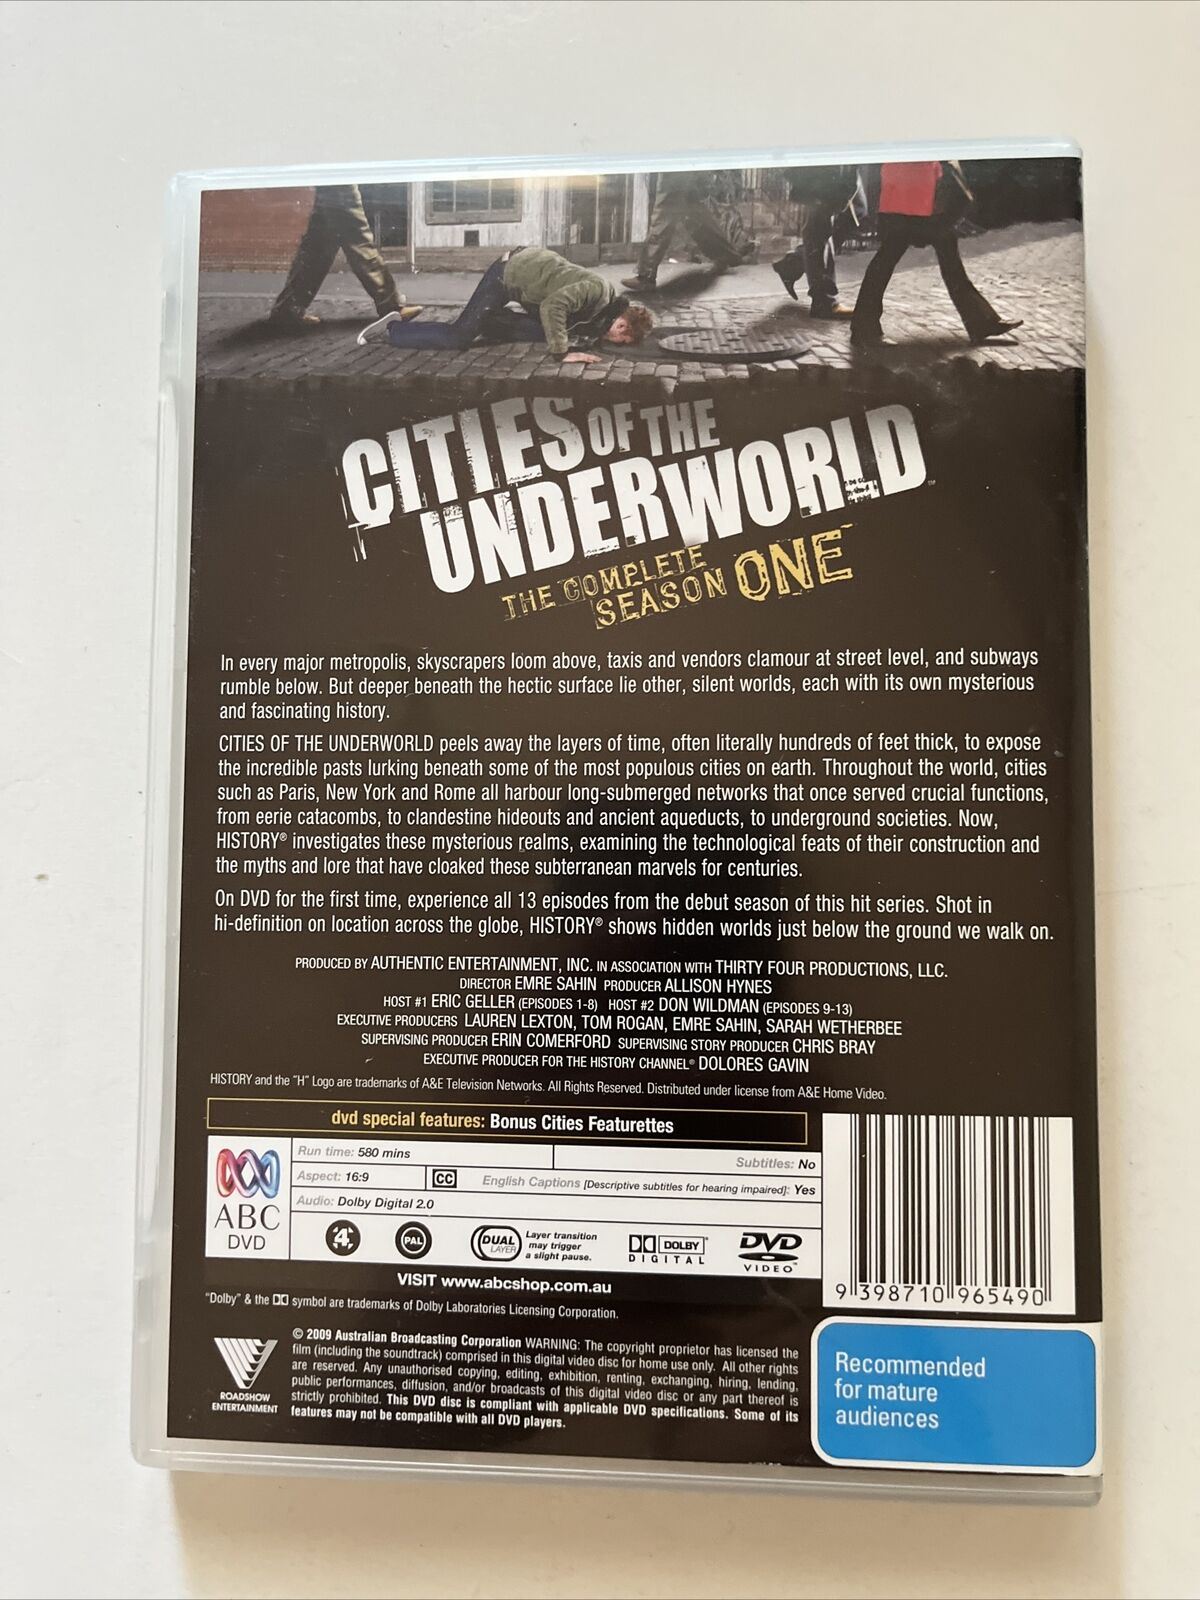 CITIES OF THE
UNDERWORLD™
THE COMPLETE
SEASON ONE
In every major metropolis, skyscrapers loom above, taxis and vendors clamour at street level, and subways
rumble below. But deeper beneath the hectic surface lie other, silent worlds, each with its own mysterious
and fascinating history.
CITIES OF THE UNDERWORLD peels away the layers of time, often literally hundreds of feet thick, to expose
the incredible pasts lurking beneath some of the most populous cities on earth. Throughout the world, cities
such as Paris, New York and Rome all harbour long-submerged networks that once served crucial functions,
from eerie catacombs, to clandestine hideouts and ancient aqueducts, to underground societies. Now,
HISTORY® investigates these mysterious realms, examining the technological feats of their construction and
the myths and lore that have cloaked these subterranean marvels for centuries.
On DVD for the first time, experience all 13 episodes from the debut season of this hit series. Shot in
hi-definition on location across the globe, HISTORY® shows hidden worlds just below the ground we walk on.
PRODUCED BY AUTHENTIC ENTERTAINMENT, INC. IN ASSOCIATION WITH THIRTY FOUR PRODUCTIONS, LLC.
DIRECTOR EMRE SAHIN PRODUCER ALLISON HYNES
HOST #1 ERIC GELLER (EPISODES 1-8) HOST #2 DON WILDMAN (EPISODES 9-13)
EXECUTIVE PRODUCERS LAUREN LEXTON, TOM ROGAN, EMRE SAHIN, SARAH WETHERBEE
SUPERVISING PRODUCER ERIN COMERFORD SUPERVISING STORY PRODUCER CHRIS BRAY
EXECUTIVE PRODUCER FOR THE HISTORY CHANNEL® DOLORES GAVIN
HISTORY and the "H" Logo are trademarks of A&E Television Networks. All Rights Reserved. Distributed under license from A&E Home Video.
dvd special features: Bonus Cities Featurettes
ABC
DVD
Run time: 580 mins
Subtitles: No
Aspect: 16:9
CC
English Captions [Descriptive subtitles for hearing impaired]: Yes
Audio: Dolby Digital 2.0
4
PAL
DUAL
LAYER
Layer transition
may trigger
a slight pause.
DOLBY
DIGITAL
DVD
VIDEO™
VISIT www.abcshop.com.au
"Dolby" & the DD symbol are trademarks of Dolby Laboratories Licensing Corporation.
9 398710 965490
ROADSHOW
ENTERTAINMENT
© 2009 Australian Broadcasting Corporation WARNING: The copyright proprietor has licensed the
film (including the soundtrack) comprised in this digital video disc for home use only. All other rights
are reserved. Any unauthorised copying, editing, exhibition, renting, exchanging, hiring, lending,
public performances, diffusion, and/or broadcasts of this digital video disc or any part thereof is
strictly prohibited. This DVD disc is compliant with applicable DVD specifications. Some of its
features may not be compatible with all DVD players.
Recommended
for mature
audiences